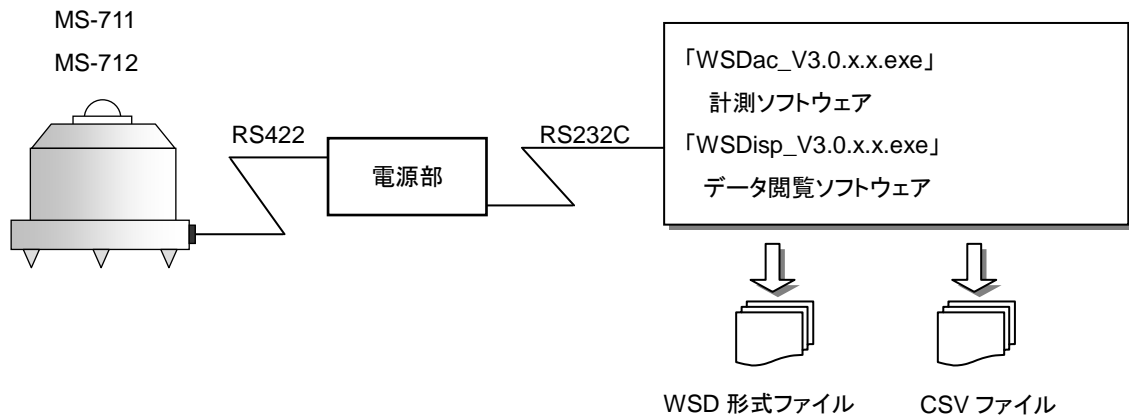 MS-711
MS-712
RS422
電源部
RS232C
「WSDac_V3.0.x.x.exe」
計測ソフトウェア
「WSDisp_V3.0.x.x.exe」
データ閲覧ソフトウェア
WSD 形式ファイル
CSV ファイル